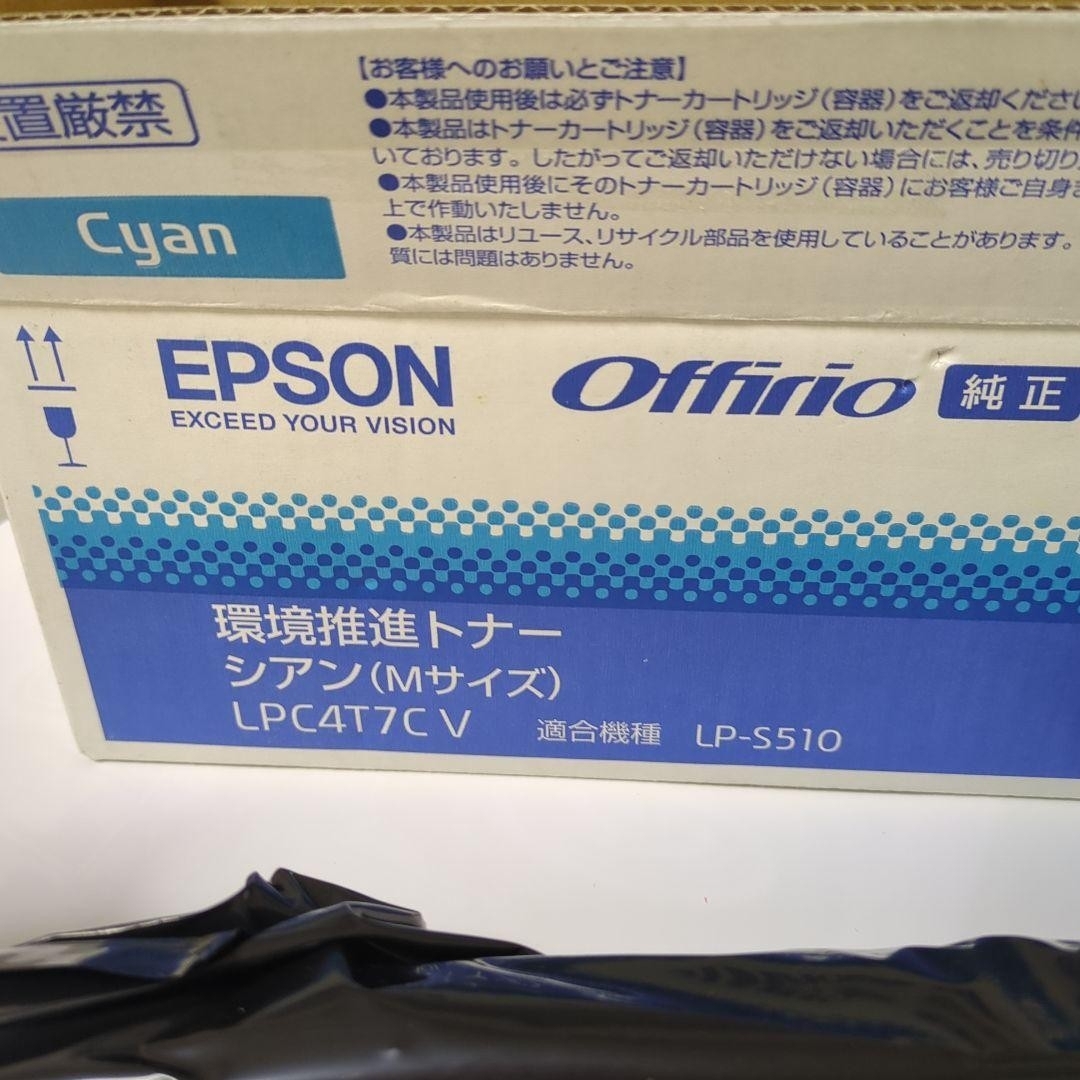 置厳禁
Cyan
【お客様へのお願いとご注意】
●本製品使用後は必ずトナーカートリッジ(容器)をご返却くださ
●本製品はトナーカートリッジ(容器)をご返却いただくことを条件
いております。したがってご返却いただけない場合には、売り切り
●本製品使用後にそのトナーカートリッジ(容器)にお客様ご自身
上で作動いたしません。
●本製品はリユース、リサイクル部品を使用していることがあります。
質には問題はありません。
EPSON
EXCEED YOUR VISION
Offirio
純正
環境推進トナー
シアン(Mサイズ)
LPC4T7CV
適合機種 LP-S510